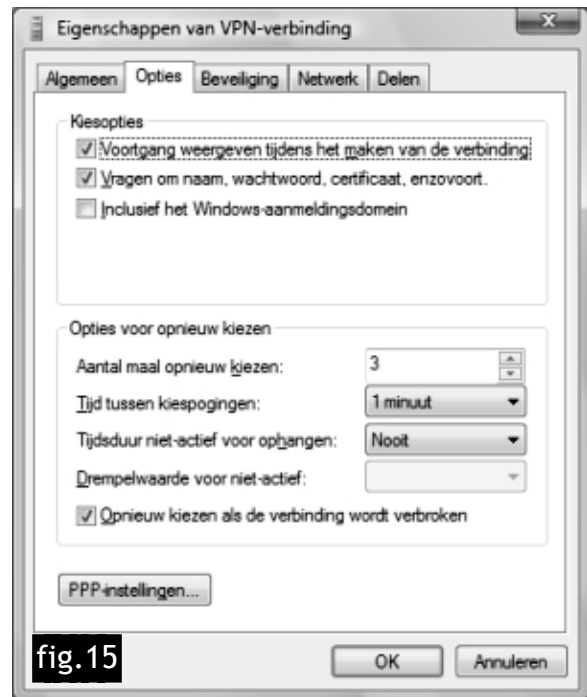 Eigenschappen van VPN-verbinding
Algemeen Opties Beveiliging Netwerk Delen
Kiesopties
Voortgang weergeven tijdens het maken van de verbinding
Vragen om naam, wachtwoord, certificaat, enzovoort.
Inclusief het Windows-aanmeldingsdomein
Opties voor opnieuw kiezen
Aantal maal opnieuw kiezen: 3
Tijd tussen kiespogingen: 1 minuut
Tijdsduur niet-actief voor ophangen: Nooit
Drempelwaarde voor niet-actief:
Opnieuw kiezen als de verbinding wordt verbroken
PPP-instellingen...
fig.15 OK Annuleren